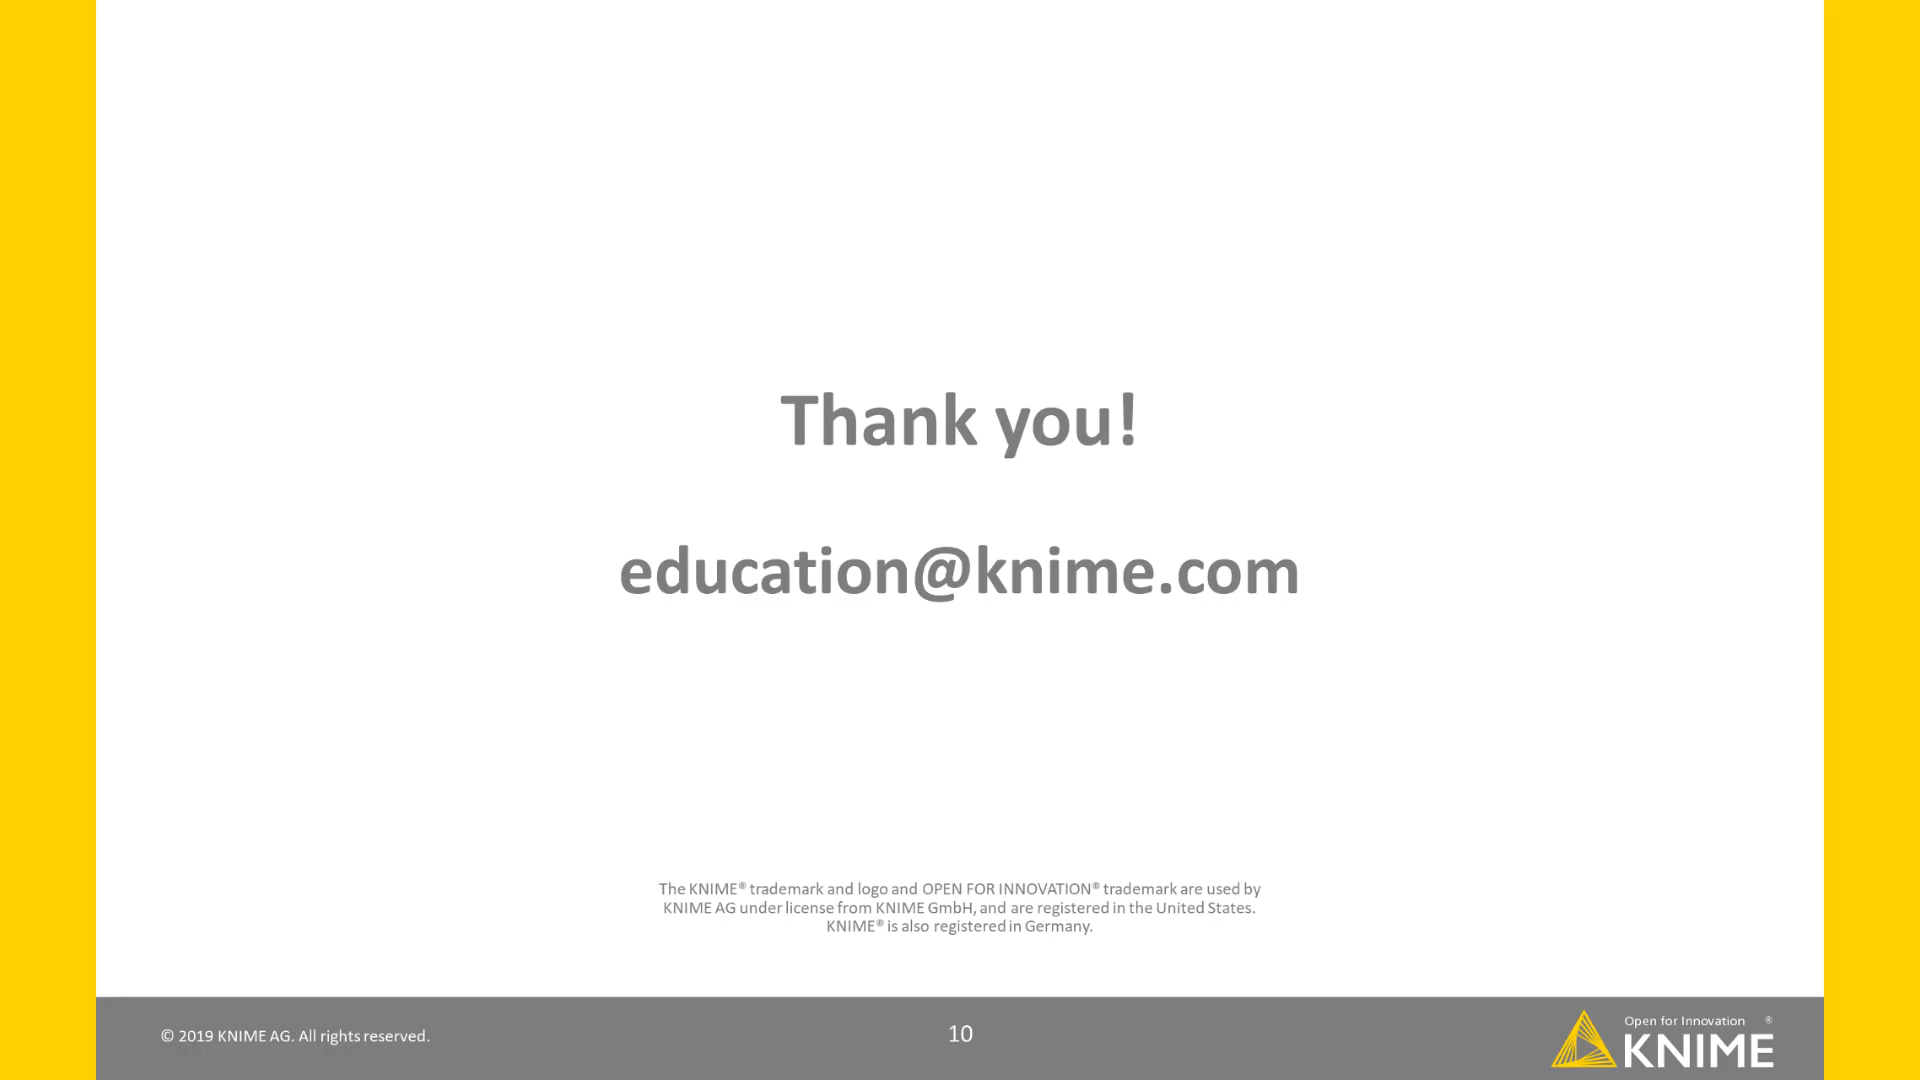 Thank you!
education@knime.com
The KNIME® trademark and logo and OPEN FOR INNOVATION® trademark are used by
KNIME AG under license from KNIME GmbH, and are registered in the United States.
KNIME® is also registered in Germany.
© 2019 KNIME AG. All rights reserved.
10
Open for Innovation ®
KNIME